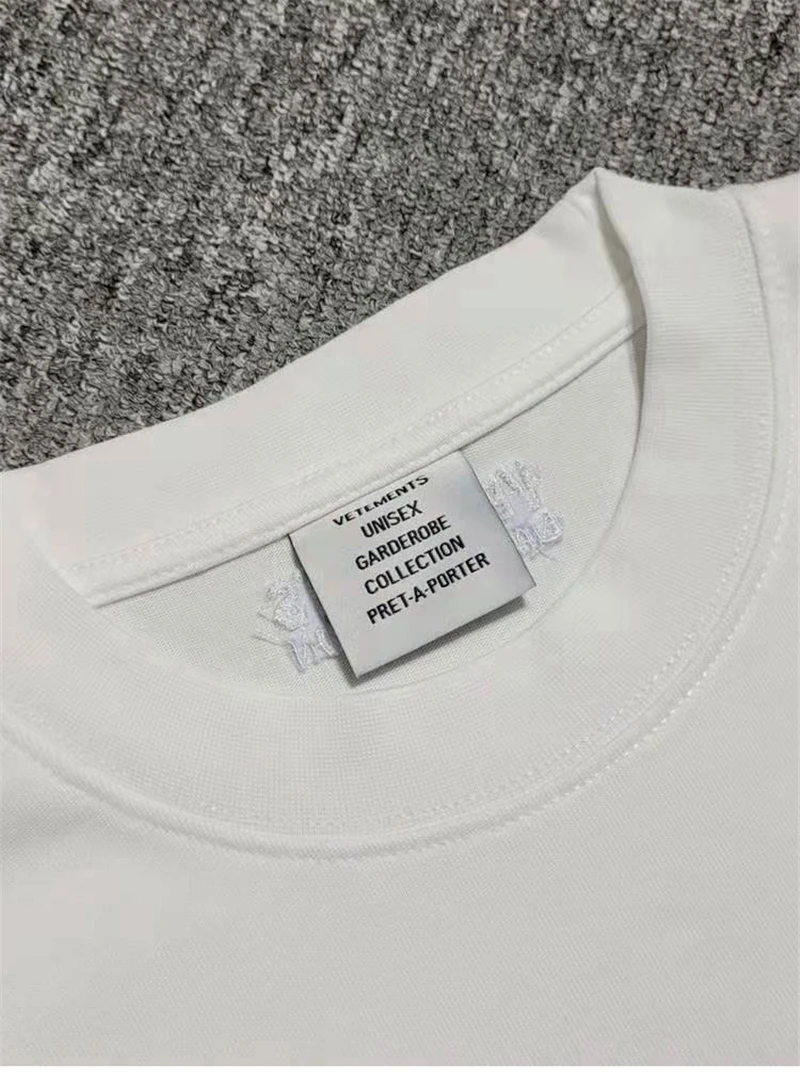 VETEMENTS
UNISEX
GARDEROBE
COLLECTION
PRET-A-PORTER